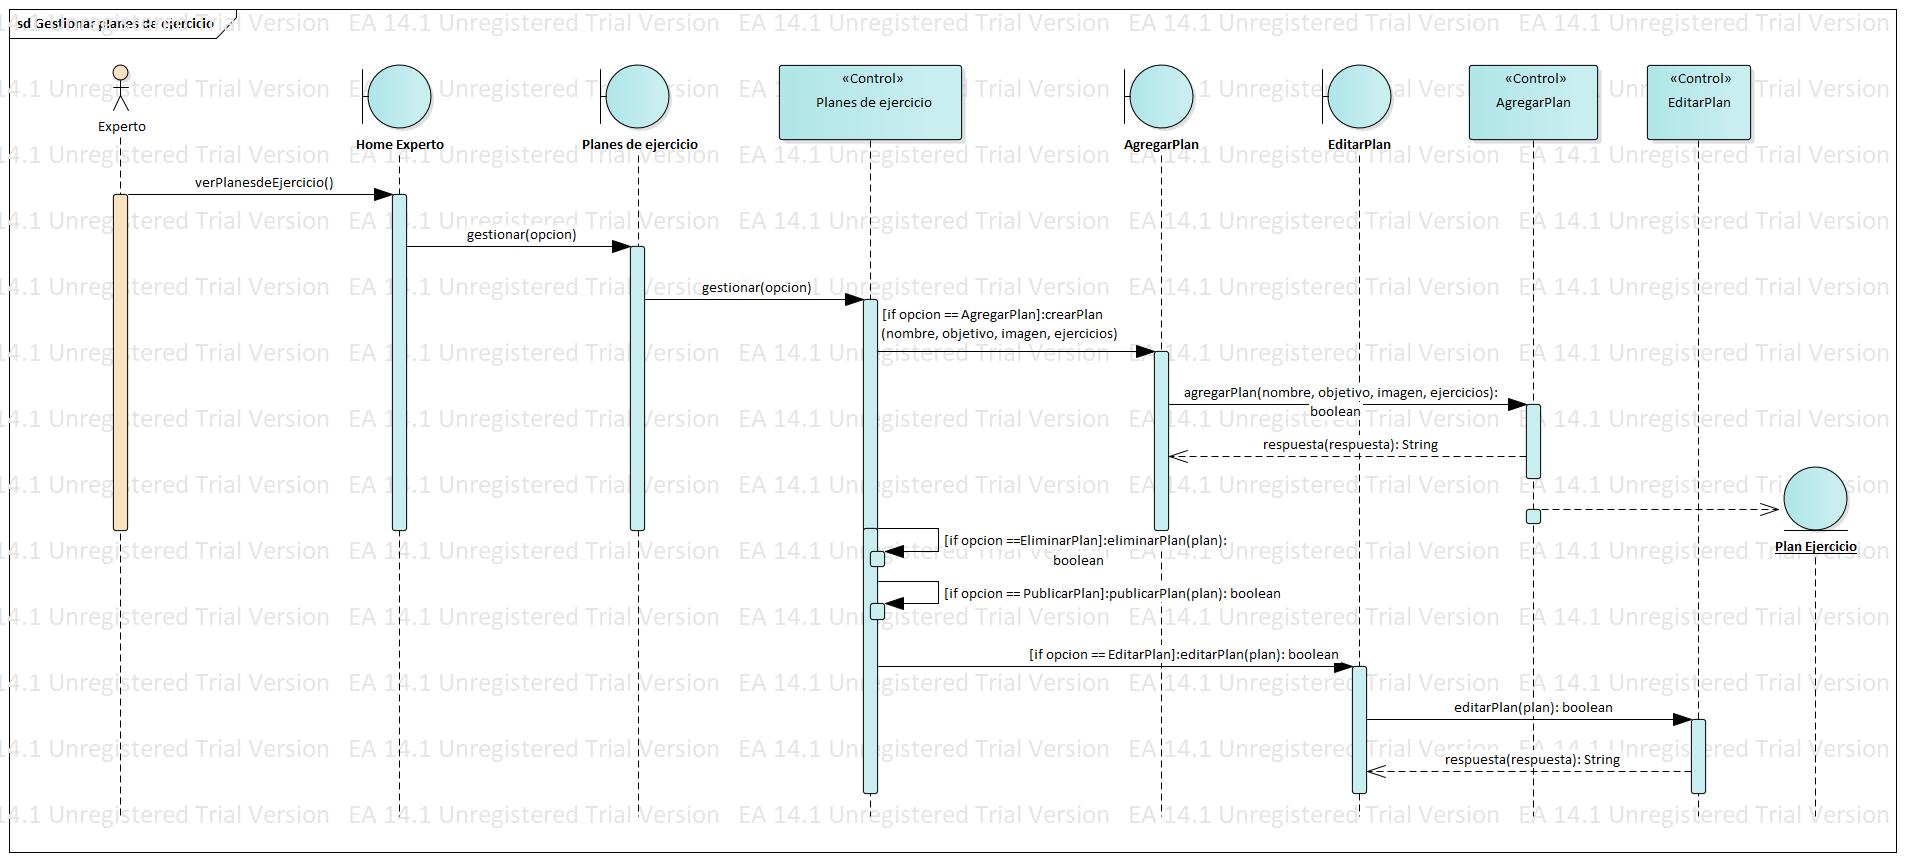 sd Gestionar planes de ejercicio
EA 14.1 Unregistered Trial Version
Experto
Home Experto
Planes de ejercicio
«Control»
Planes de ejercicio
AgregarPlan
EditarPlan
«Control»
AgregarPlan
«Control»
EditarPlan
verPlanesdeEjercicio()
gestionar(opcion)
gestionar(opcion)
[if opcion == AgregarPlan]:crearPlan
(nombre, objetivo, imagen, ejercicios)
agregarPlan(nombre, objetivo, imagen, ejercicios):
boolean
respuesta(respuesta): String
Plan Ejercicio
[if opcion ==EliminarPlan]:eliminarPlan(plan):
boolean
[if opcion == PublicarPlan]:publicarPlan(plan): boolean
[if opcion == EditarPlan]:editarPlan(plan): boolean
editarPlan(plan): boolean
respuesta(respuesta): String